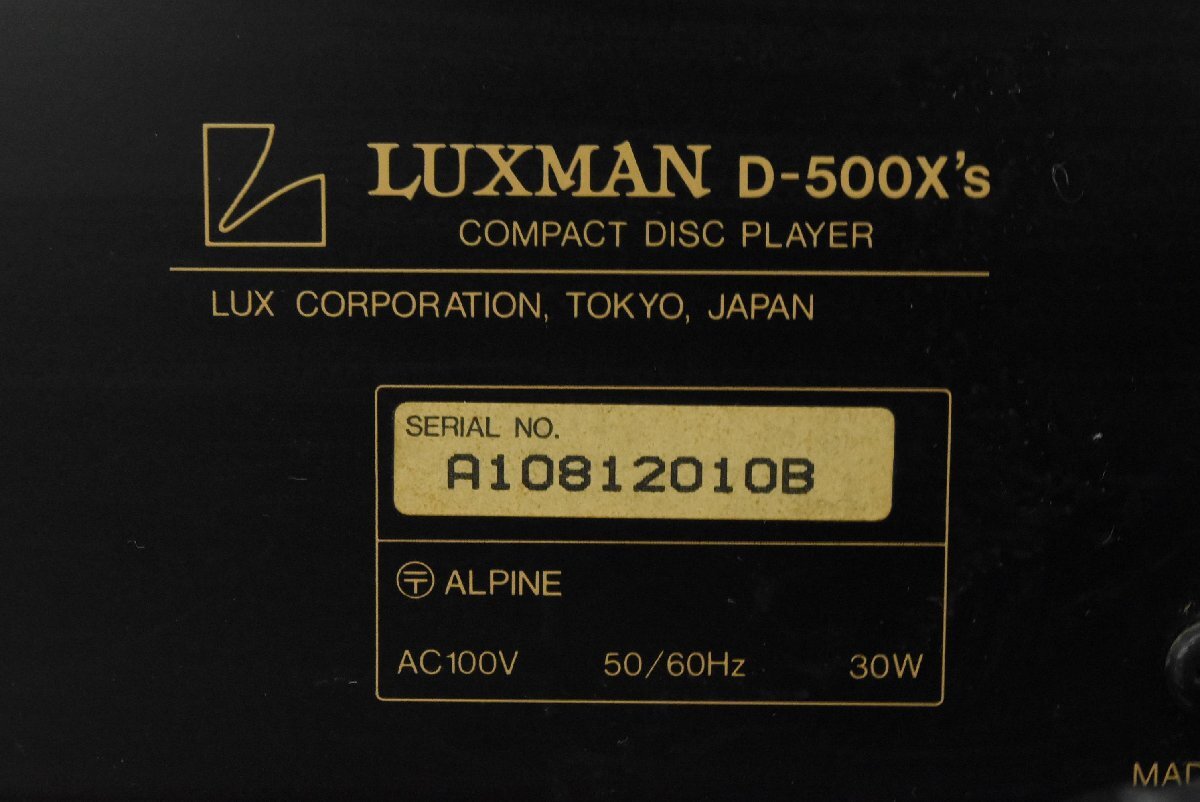 LUXMAN D-500X's
COMPACT DISC PLAYER
LUX CORPORATION, TOKYO, JAPAN
SERIAL NO.
A10812010B
〶 ALPINE
AC100V 50/60Hz 30W